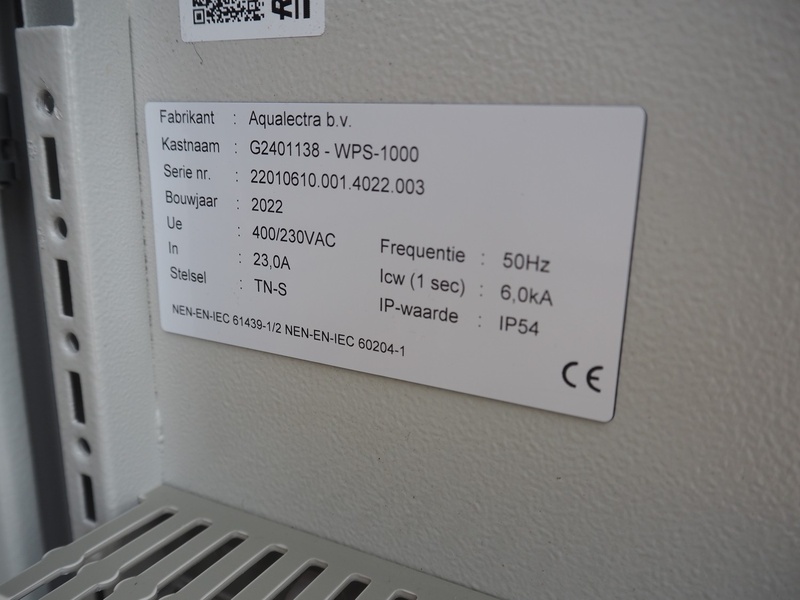 Fabrikant : Aqualectra b.v.
Kastnaam : G2401138 - WPS-1000
Serie nr. : 22010610.001.4022.003
Bouwjaar : 2022
Ue : 400/230VAC Frequentie : 50Hz
In : 23,0A Icw (1 sec) : 6,0kA
Stelsel : TN-S IP-waarde : IP54
NEN-EN-IEC 61439-1/2 NEN-EN-IEC 60204-1
CE